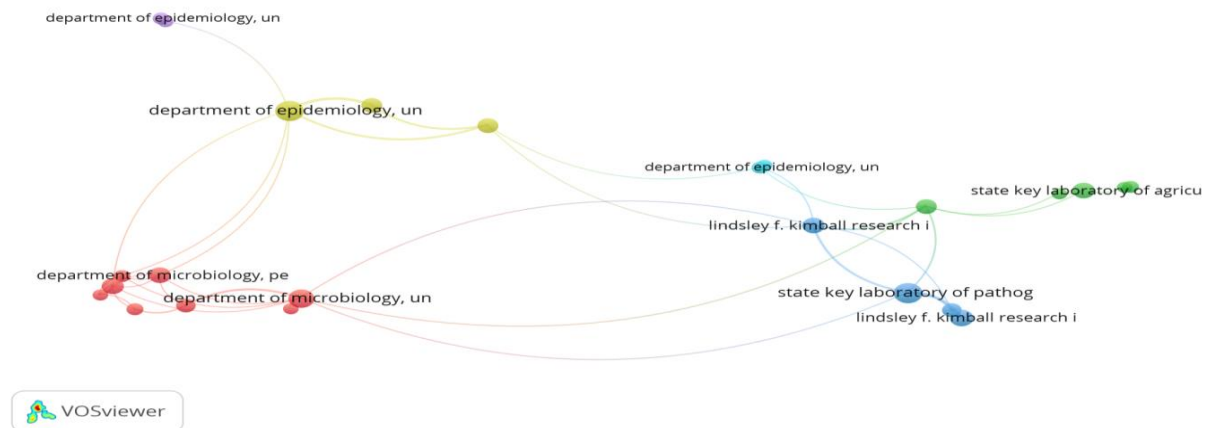 department of epidemiology, un
department of epidemiology, un
department of epidemiology, un
state key laboratory of agricu
lindsley f. kimball research i
department of microbiology, pe
department of microbiology, un
state key laboratory of pathog
lindsley f. kimball research i
VOSviewer